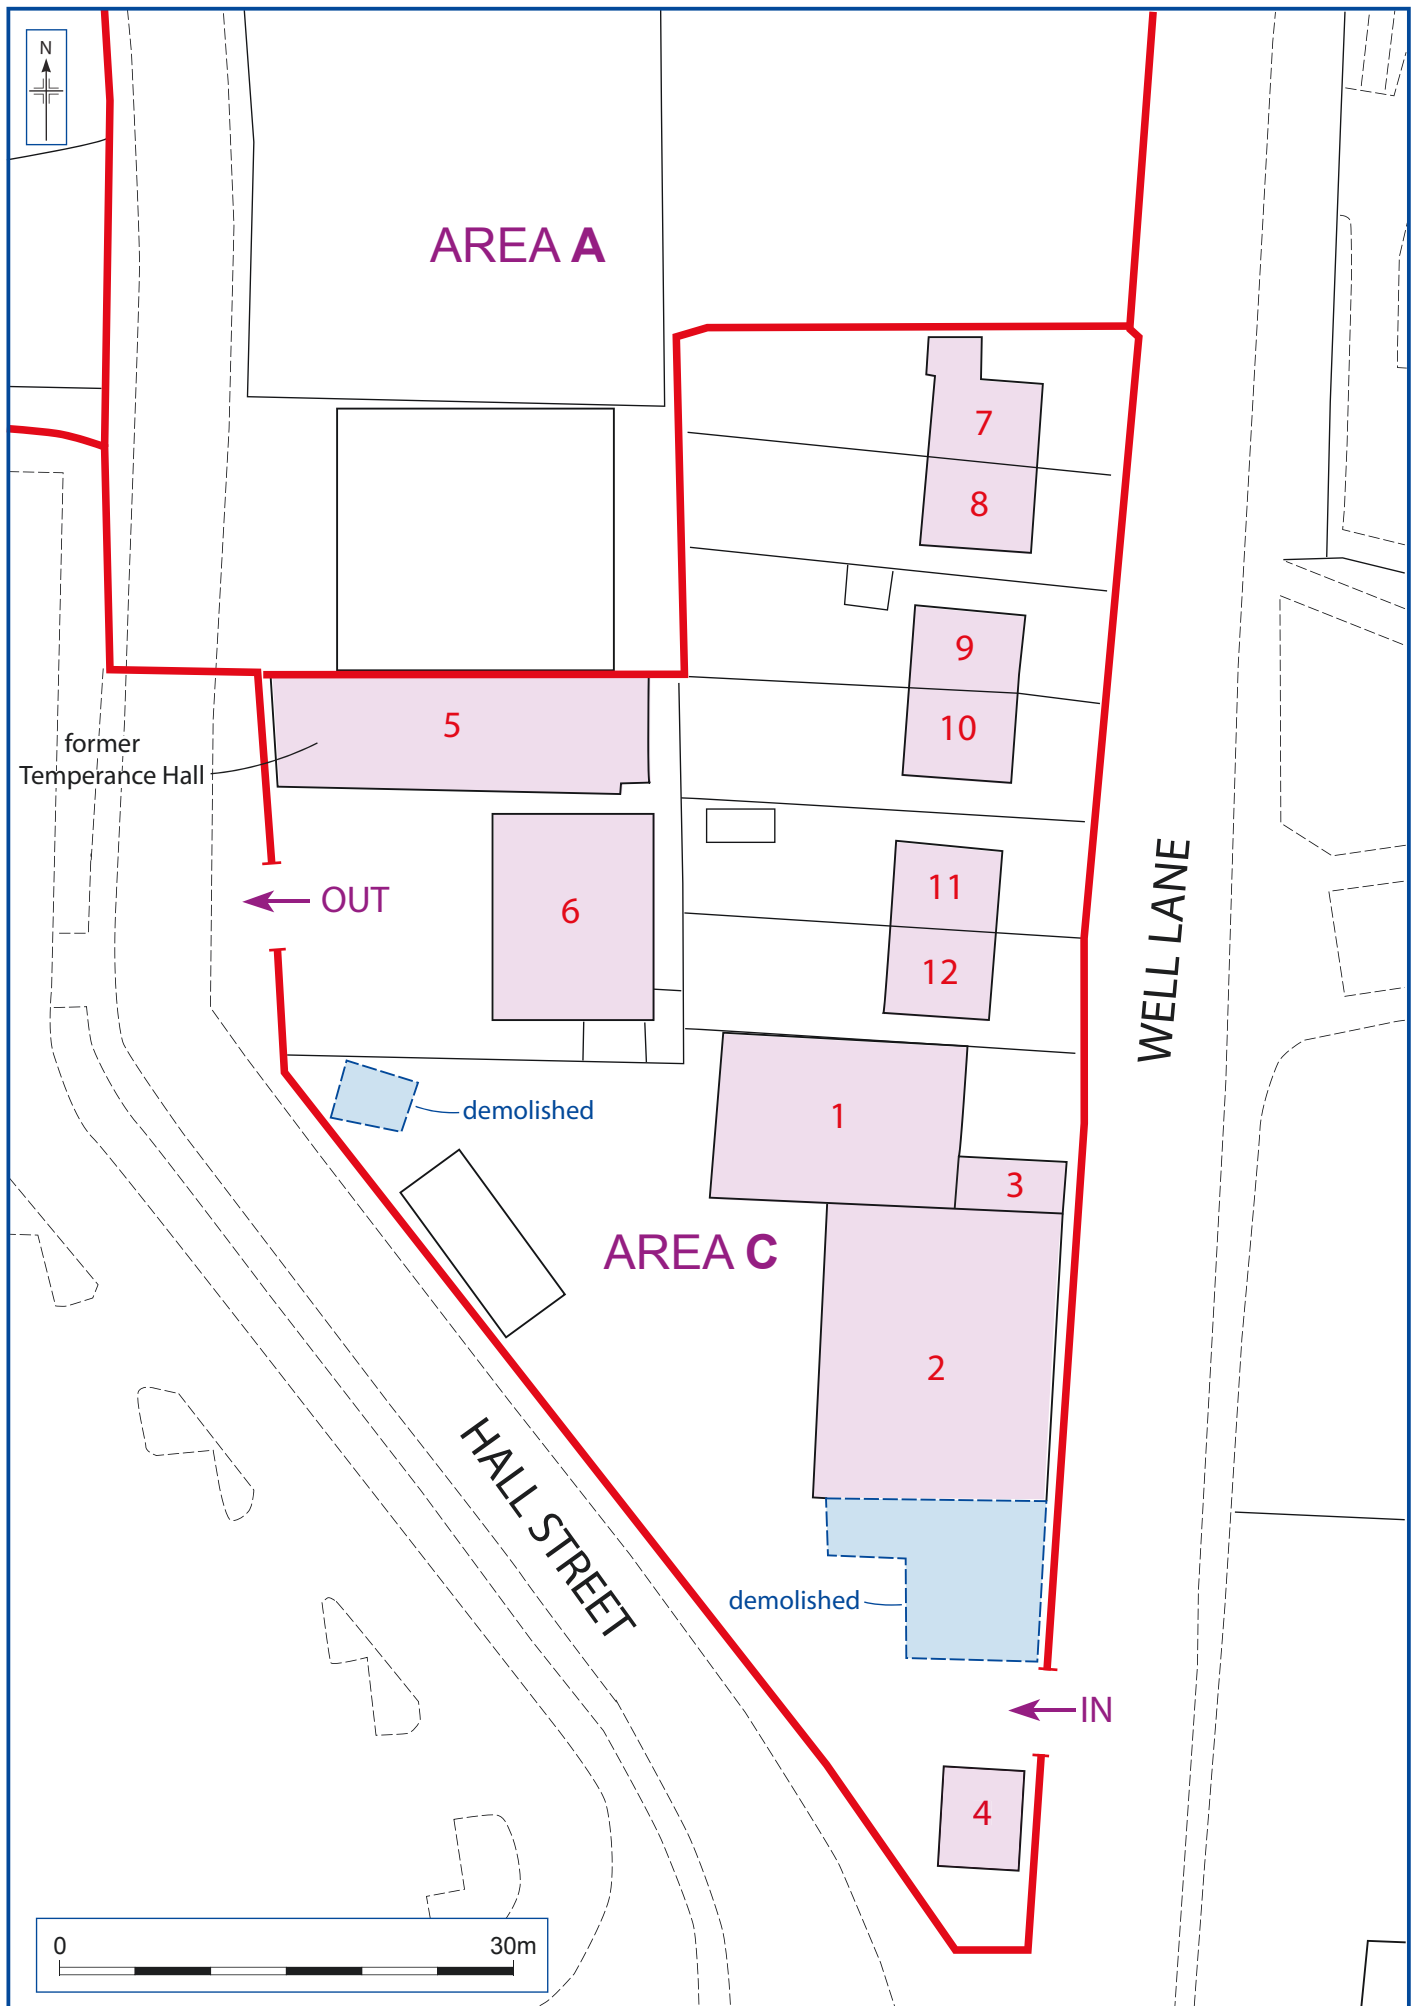 N
AREA A
7
8
9
10
5
former
Temperance Hall
11
OUT
6
12
WELL LANE
demolished
1
3
AREA C
2
HALL STREET
demolished
IN
4
0 30m